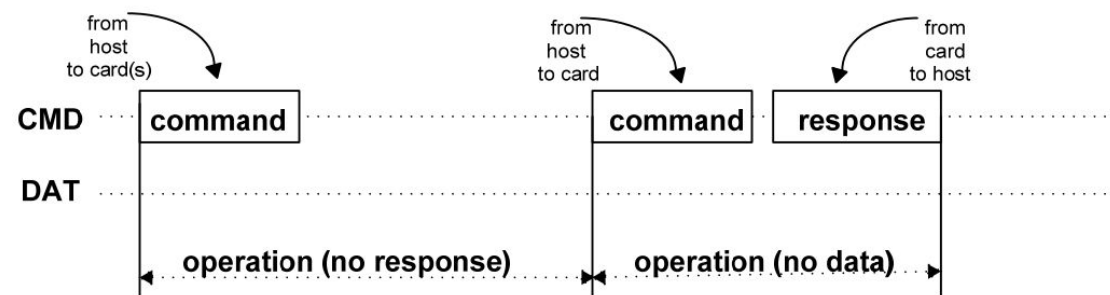 from
host
to card(s)
from
host
to card
from
card
to host
CMD
command
command
response
DAT
operation (no response)
operation (no data)